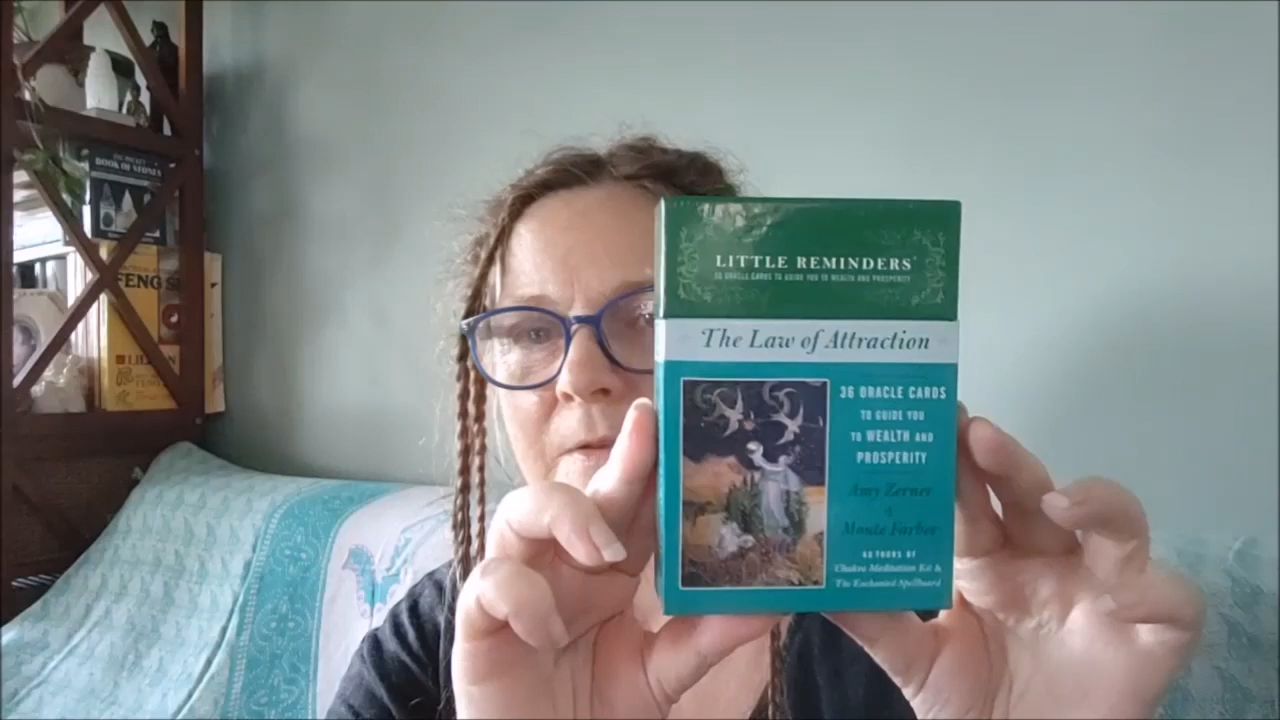 BOOK OF STONES
FENG S
LILLIAN
LITTLE REMINDERS
36 ORACLE CARDS TO GUIDE YOU TO WEALTH AND PROSPERITY
The Law of Attraction
36 ORACLE CARDS
TO GUIDE YOU
TO WEALTH AND
PROSPERITY
Amy Zerner
&
Monte Farber
AUTHORS OF
Chakra Meditation Kit &
The Enchanted Spellboard